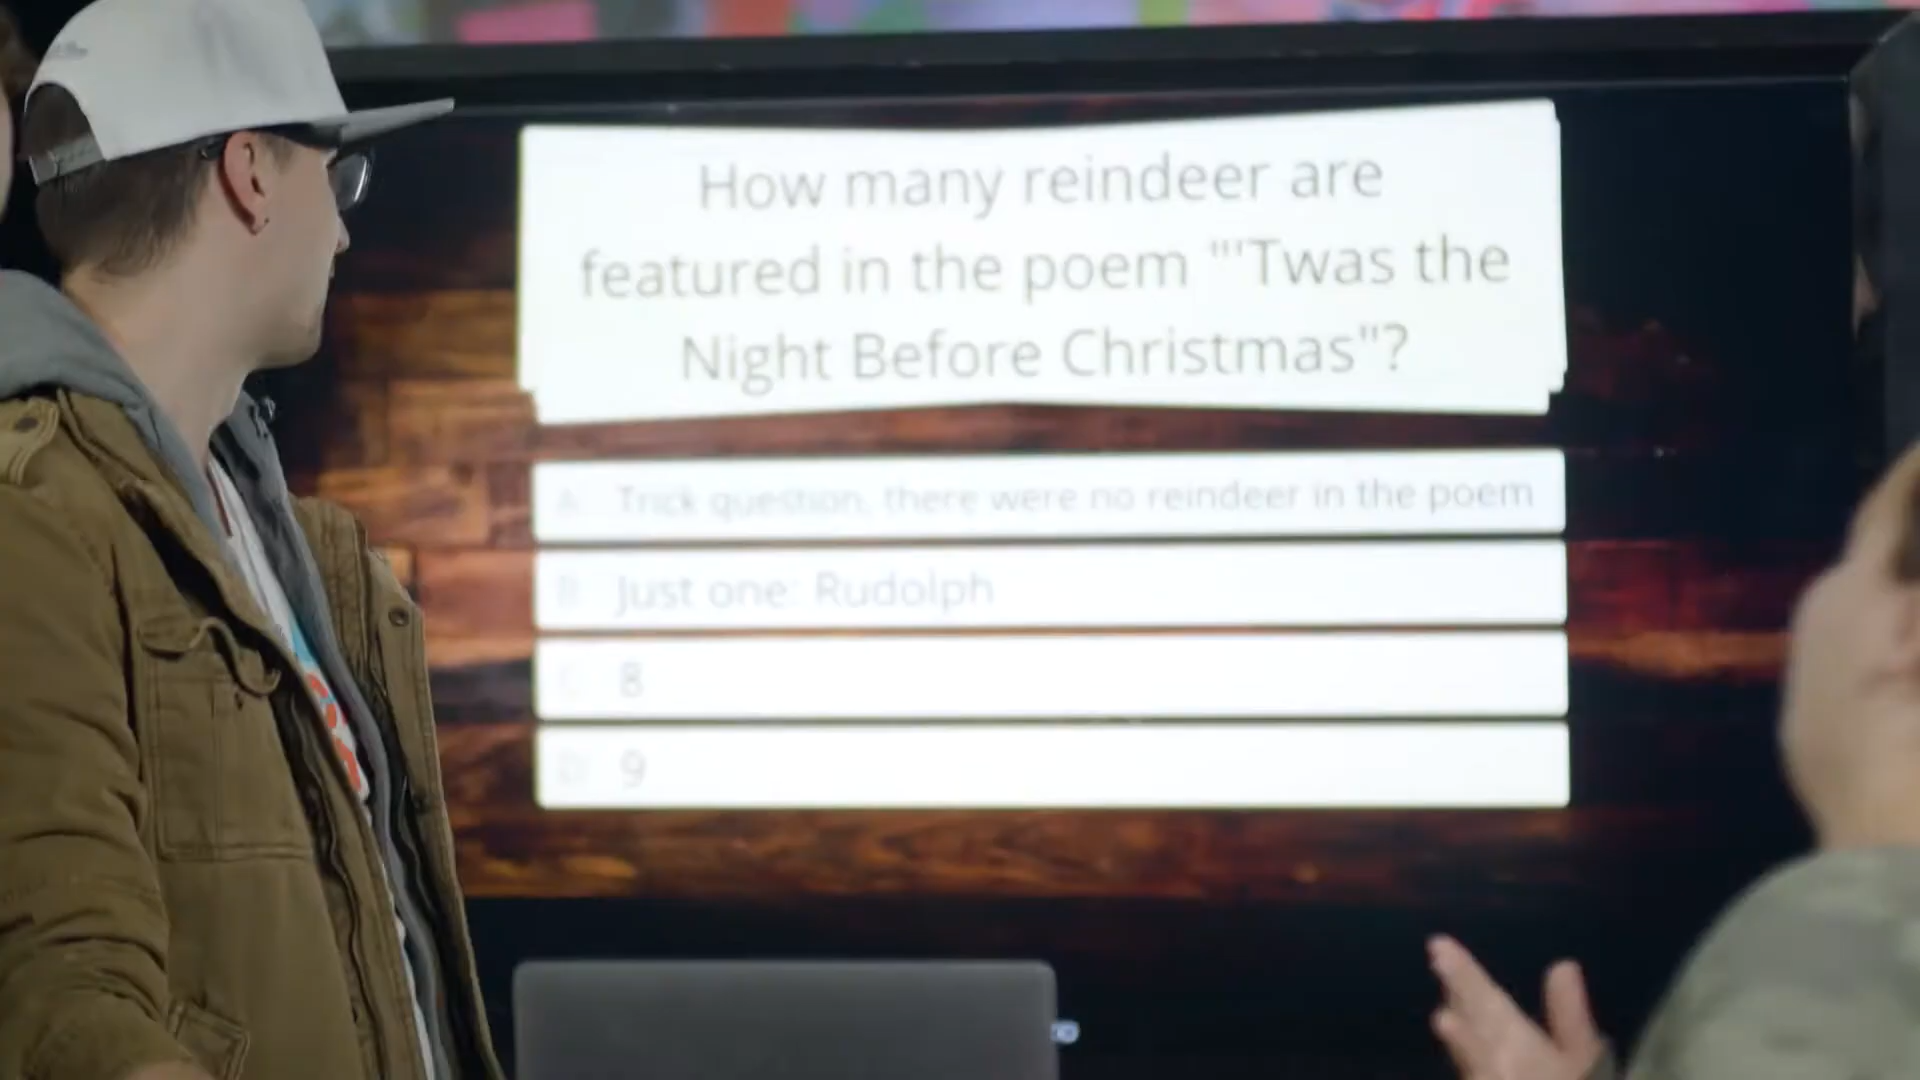 How many reindeer are
featured in the poem "'Twas the
Night Before Christmas"?
A Trick question, there were no reindeer in the poem
B Just one: Rudolph
C 8
D 9